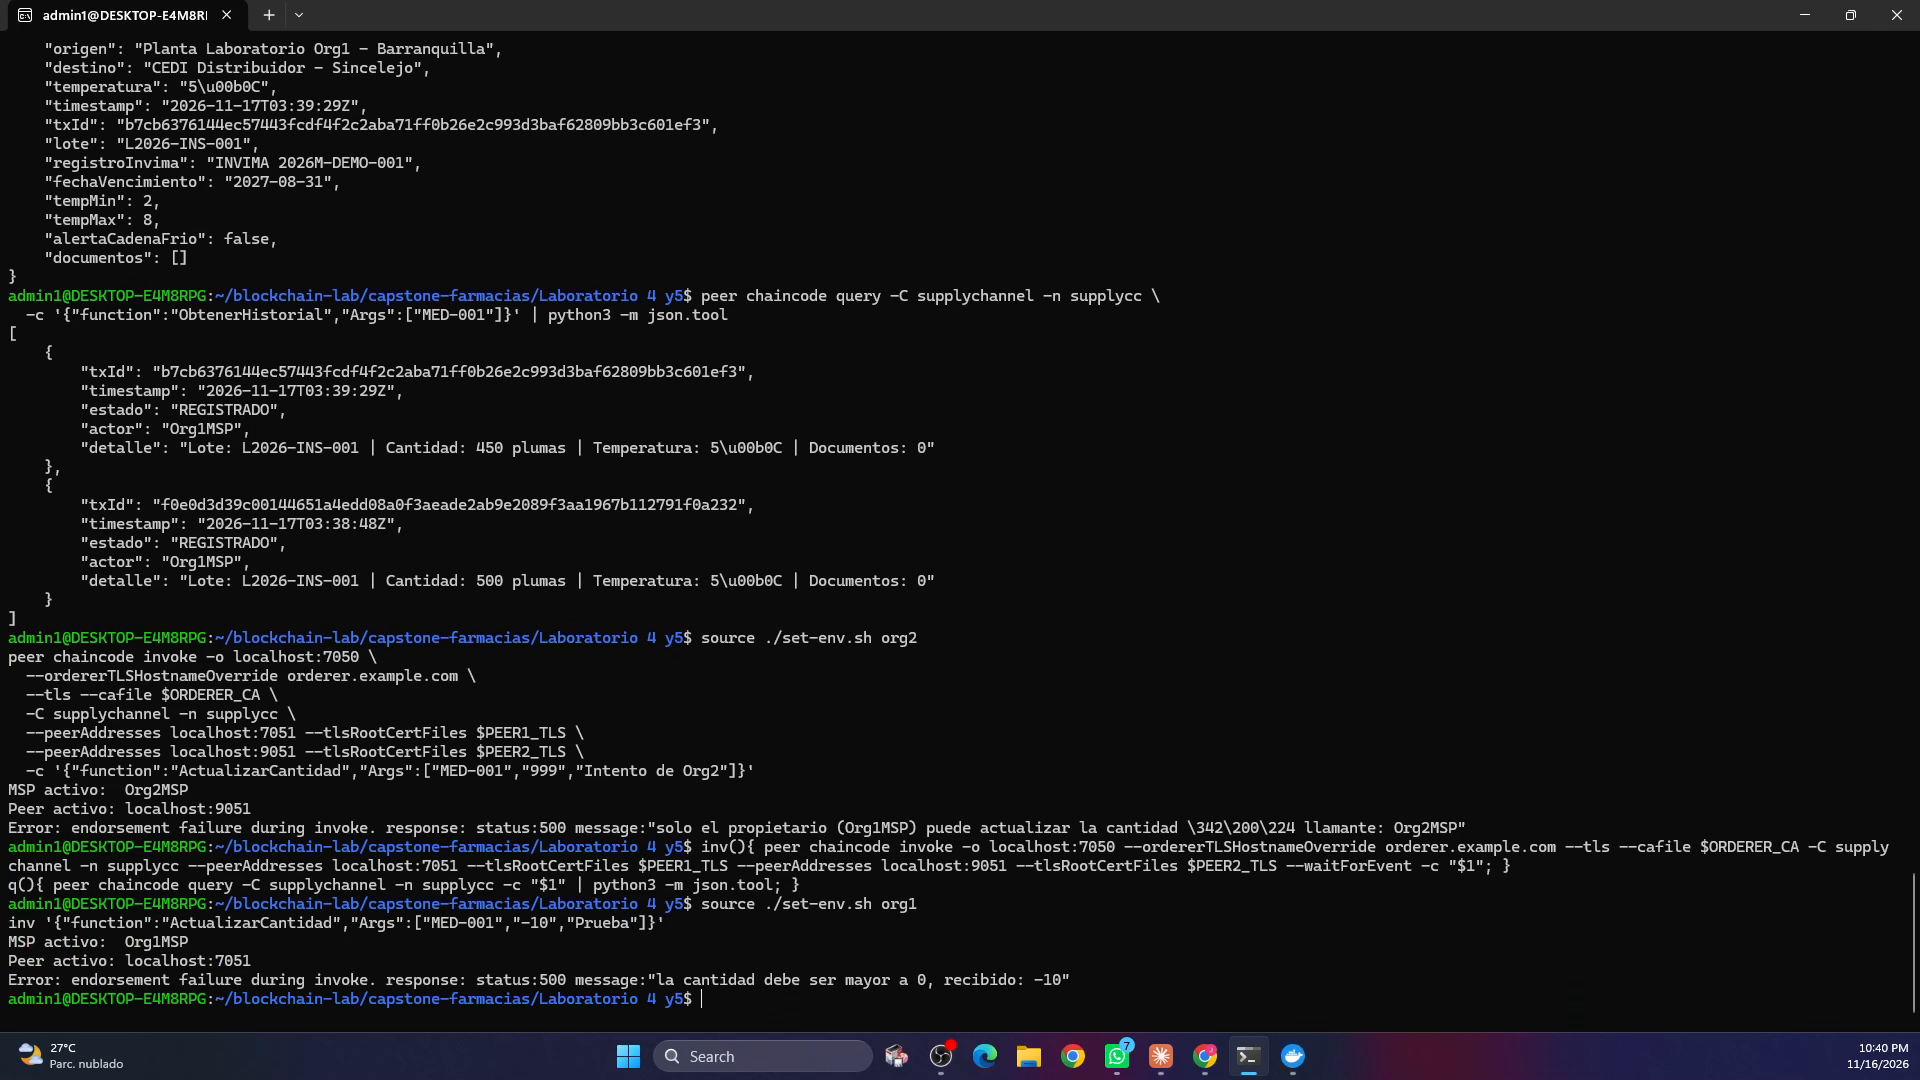 admin1@DESKTOP-E4M8RI
"origen": "Planta Laboratorio Org1 - Barranquilla",
"destino": "CEDI Distribuidor - Sincelejo",
"temperatura": "5\u00b0C",
"timestamp": "2026-11-17T03:39:29Z",
"txId": "b7cb6376144ec57443fcdf4f2c2aba71ff0b26e2c993d3baf62809bb3c601ef3",
"lote": "L2026-INS-001",
"registroInvima": "INVIMA 2026M-DEMO-001",
"fechaVencimiento": "2027-08-31",
"tempMin": 2,
"tempMax": 8,
"alertaCadenaFrio": false,
"documentos": []
}
admin1@DESKTOP-E4M8RPG:~/blockchain-lab/capstone-farmacias/Laboratorio 4 y5$ peer chaincode query -C supplychannel -n supplycc \
-c '{"function":"ObtenerHistorial","Args":["MED-001"]}' | python3 -m json.tool
[
{
"txId": "b7cb6376144ec57443fcdf4f2c2aba71ff0b26e2c993d3baf62809bb3c601ef3",
"timestamp": "2026-11-17T03:39:29Z",
"estado": "REGISTRADO",
"actor": "Org1MSP",
"detalle": "Lote: L2026-INS-001 | Cantidad: 450 plumas | Temperatura: 5\u00b0C | Documentos: 0"
},
{
"txId": "f0e0d3d39c00144651a4edd08a0f3aeade2ab9e2089f3aa1967b112791f0a232",
"timestamp": "2026-11-17T03:38:48Z",
"estado": "REGISTRADO",
"actor": "Org1MSP",
"detalle": "Lote: L2026-INS-001 | Cantidad: 500 plumas | Temperatura: 5\u00b0C | Documentos: 0"
}
]
admin1@DESKTOP-E4M8RPG:~/blockchain-lab/capstone-farmacias/Laboratorio 4 y5$ source ./set-env.sh org2
peer chaincode invoke -o localhost:7050 \
--ordererTLSHostnameOverride orderer.example.com \
--tls --cafile $ORDERER_CA \
-C supplychannel -n supplycc \
--peerAddresses localhost:7051 --tlsRootCertFiles $PEER1_TLS \
--peerAddresses localhost:9051 --tlsRootCertFiles $PEER2_TLS \
-c '{"function":"ActualizarCantidad","Args":["MED-001","999","Intento de Org2"]}'
MSP activo:  Org2MSP
Peer activo: localhost:9051
Error: endorsement failure during invoke. response: status:500 message:"solo el propietario (Org1MSP) puede actualizar la cantidad \342\200\224 llamante: Org2MSP"
admin1@DESKTOP-E4M8RPG:~/blockchain-lab/capstone-farmacias/Laboratorio 4 y5$ inv(){ peer chaincode invoke -o localhost:7050 --ordererTLSHostnameOverride orderer.example.com --tls --cafile $ORDERER_CA -C supply
channel -n supplycc --peerAddresses localhost:7051 --tlsRootCertFiles $PEER1_TLS --peerAddresses localhost:9051 --tlsRootCertFiles $PEER2_TLS --waitForEvent -c "$1"; }
q(){ peer chaincode query -C supplychannel -n supplycc -c "$1" | python3 -m json.tool; }
admin1@DESKTOP-E4M8RPG:~/blockchain-lab/capstone-farmacias/Laboratorio 4 y5$ source ./set-env.sh org1
inv '{"function":"ActualizarCantidad","Args":["MED-001","-10","Prueba"]}'
MSP activo:  Org1MSP
Peer activo: localhost:7051
Error: endorsement failure during invoke. response: status:500 message:"la cantidad debe ser mayor a 0, recibido: -10"
admin1@DESKTOP-E4M8RPG:~/blockchain-lab/capstone-farmacias/Laboratorio 4 y5$
27°C
Parc. nublado
Search
7
10:40 PM
11/16/2026